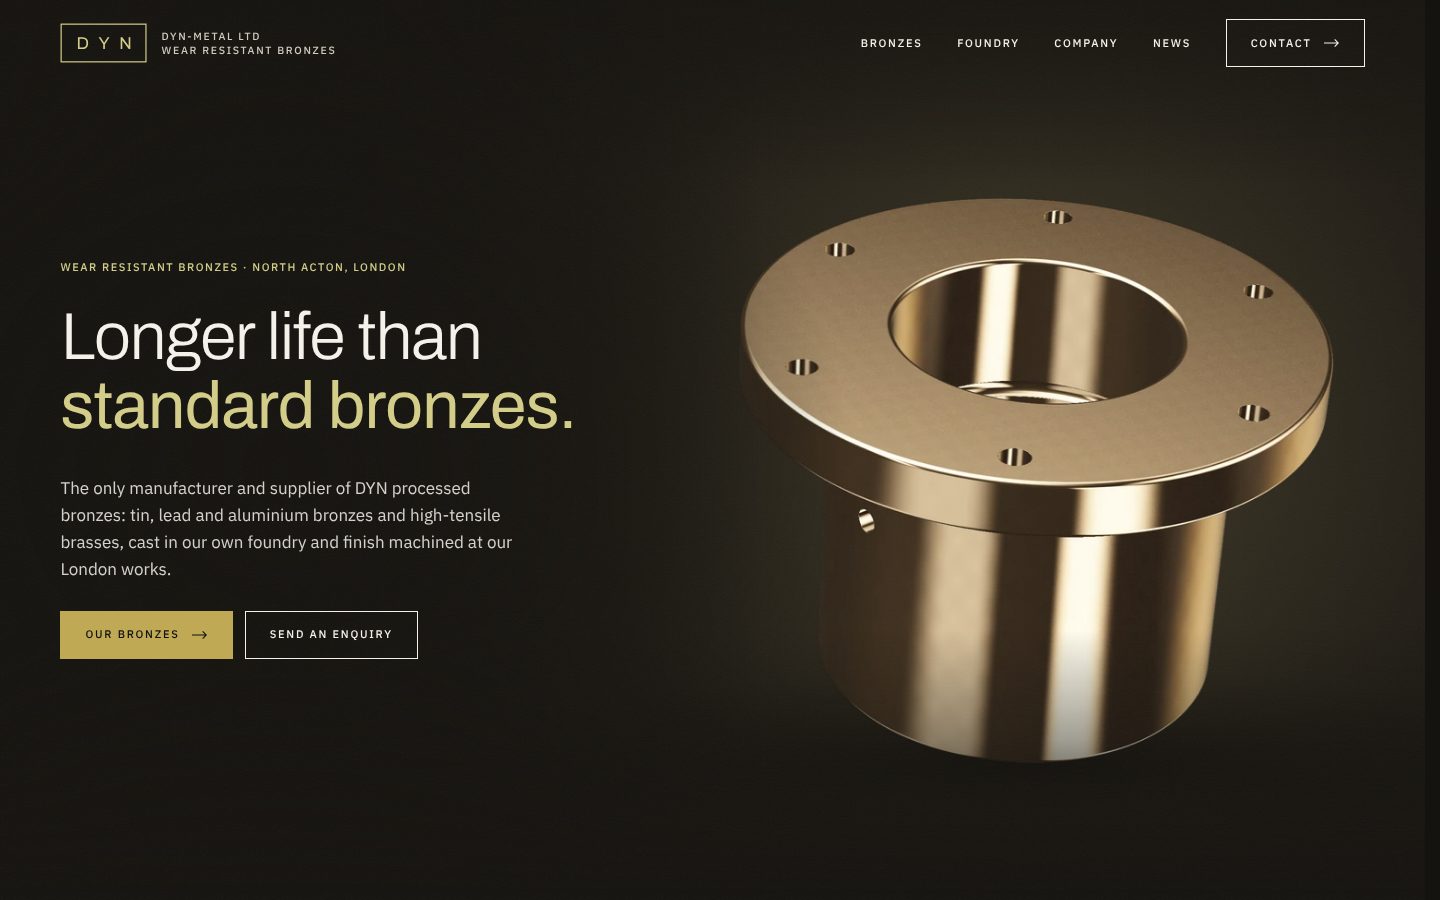 DYN
DYN-METAL LTD
WEAR RESISTANT BRONZES
BRONZES
FOUNDRY
COMPANY
NEWS
CONTACT
WEAR RESISTANT BRONZES · NORTH ACTON, LONDON
Longer life than
standard bronzes.
The only manufacturer and supplier of DYN processed
bronzes: tin, lead and aluminium bronzes and high-tensile
brasses, cast in our own foundry and finish machined at our
London works.
OUR BRONZES
SEND AN ENQUIRY